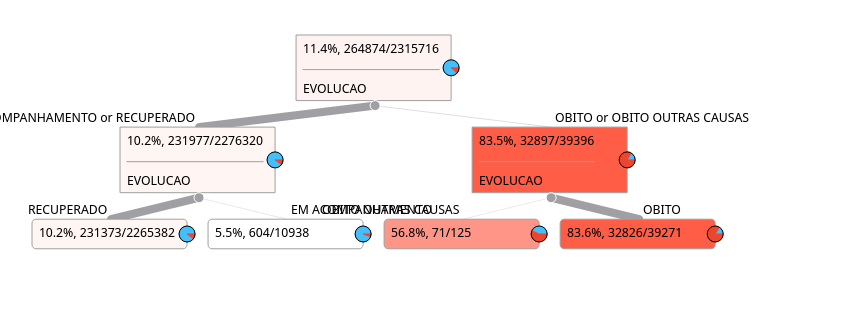 11.4%, 264874/2315716
EVOLUCAO
OMPANHAMENTO or RECUPERADO
OBITO or OBITO OUTRAS CAUSAS
10.2%, 231977/2276320
EVOLUCAO
83.5%, 32897/39396
EVOLUCAO
RECUPERADO
EM ACOMPANHAMENTO
OBITO OUTRAS CAUSAS
OBITO
10.2%, 231373/2265382
5.5%, 604/10938
56.8%, 71/125
83.6%, 32826/39271